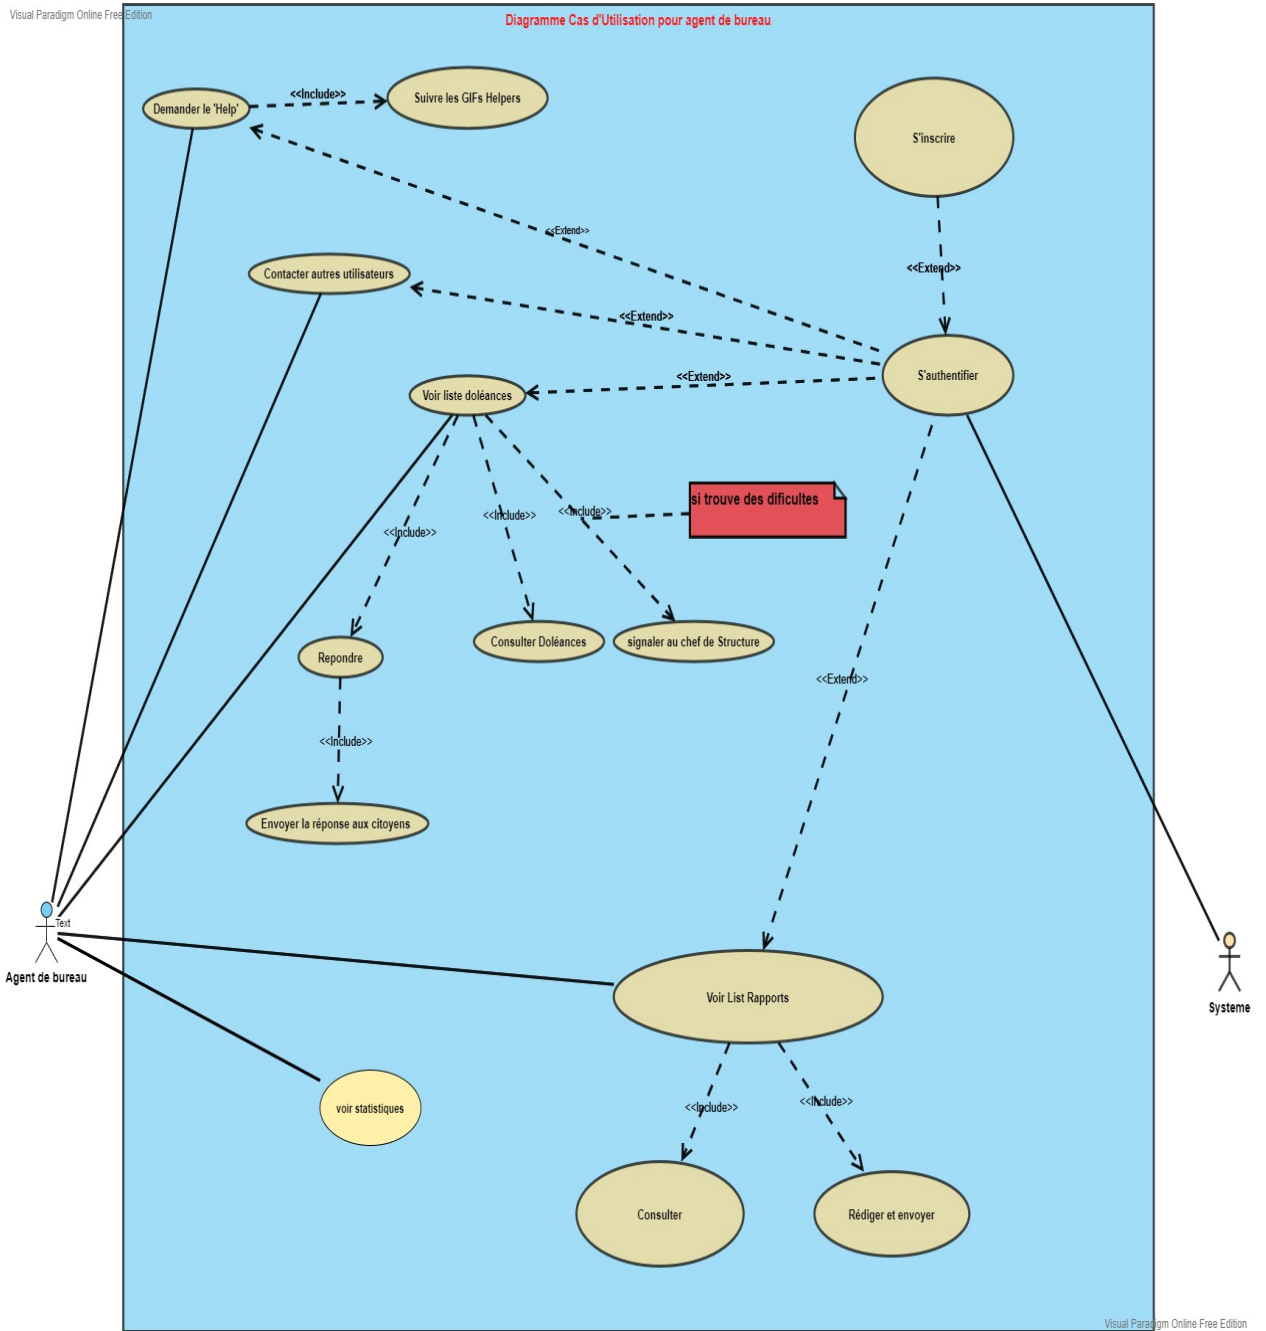 Visual Paradigm Online Free Edition
Diagramme Cas d'Utilisation pour agent de bureau
Demander le 'Help'
<<Include>>
Suivre les GIFs Helpers
S'inscrire
<<Extend>>
Contacter autres utilisateurs
<<Extend>>
<<Extend>>
S'authentifier
<<Extend>>
Voir liste doléances
si trouve des dificultes
<<Include>>
<<Include>>
<<Include>>
Repondre
Consulter Doléances
signaler au chef de Structure
<<Extend>>
<<Include>>
Envoyer la réponse aux citoyens
Text
Agent de bureau
Systeme
Voir List Rapports
voir statistiques
<<Include>>
<<Include>>
Consulter
Rédiger et envoyer
Visual Paradigm Online Free Edition